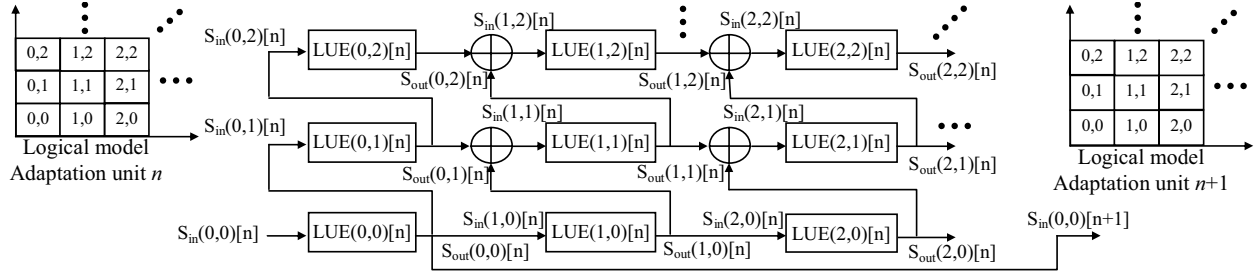 0,2 1,2 2,2
0,1 1,1 2,1
0,0 1,0 2,0
Logical model
Adaptation unit n
S_in(0,2)[n]
LUE(0,2)[n]
S_out(0,2)[n]
S_in(1,2)[n]
LUE(1,2)[n]
S_out(1,2)[n]
S_in(2,2)[n]
LUE(2,2)[n]
S_out(2,2)[n]
S_in(0,1)[n]
LUE(0,1)[n]
S_out(0,1)[n]
S_in(1,1)[n]
LUE(1,1)[n]
S_out(1,1)[n]
S_in(2,1)[n]
LUE(2,1)[n]
S_out(2,1)[n]
S_in(0,0)[n]
LUE(0,0)[n]
S_out(0,0)[n]
S_in(1,0)[n]
LUE(1,0)[n]
S_out(1,0)[n]
S_in(2,0)[n]
LUE(2,0)[n]
S_out(2,0)[n]
S_in(0,0)[n+1]
0,2 1,2 2,2
0,1 1,1 2,1
0,0 1,0 2,0
Logical model
Adaptation unit n+1